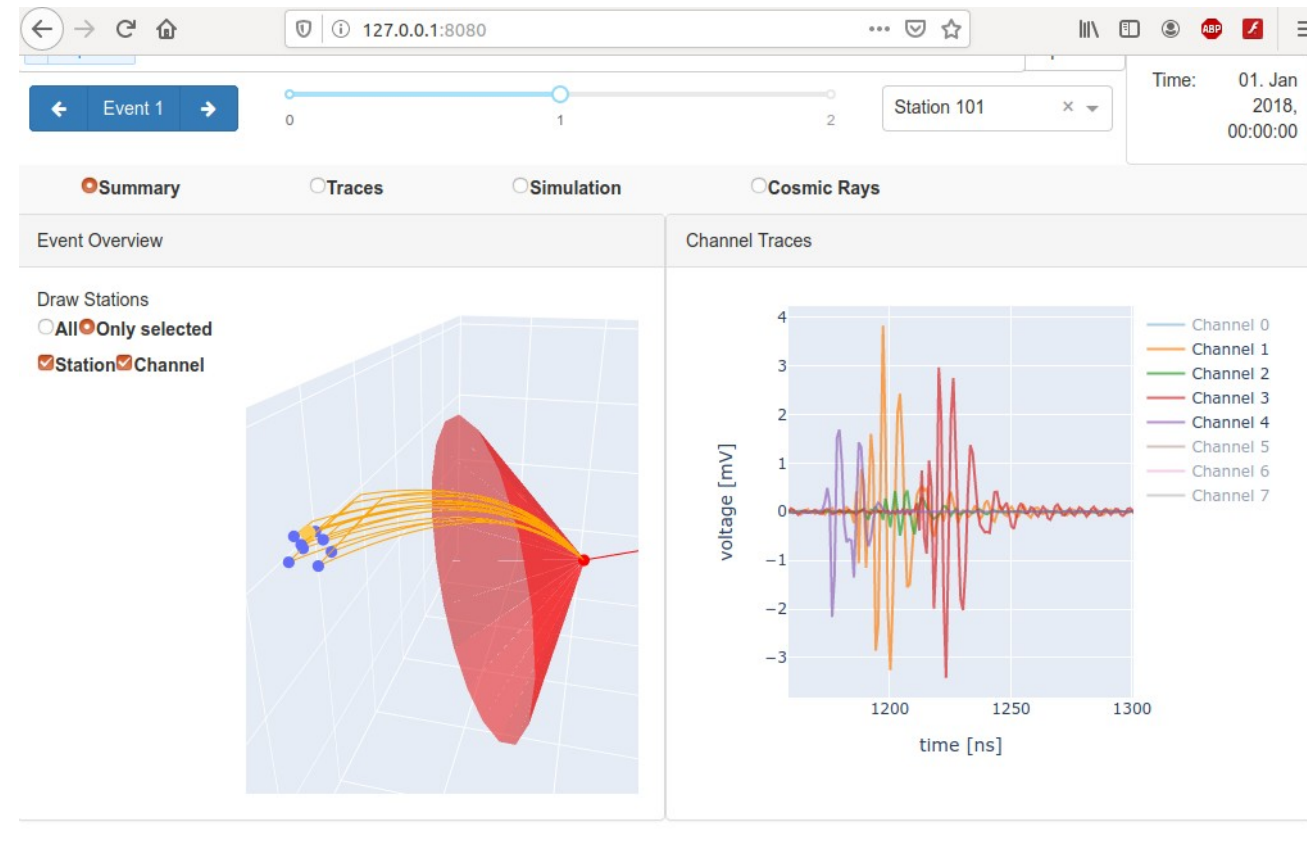 127.0.0.1:8080
ABP
Time: 01. Jan
2018,
00:00:00
Event 1
0 1 2
Station 101
Summary Traces Simulation Cosmic Rays
Event Overview
Draw Stations
All Only selected
Station Channel
Channel Traces
4
3
2
1
0
−1
−2
−3
voltage [mV]
1200 1250 1300
time [ns]
Channel 0
Channel 1
Channel 2
Channel 3
Channel 4
Channel 5
Channel 6
Channel 7